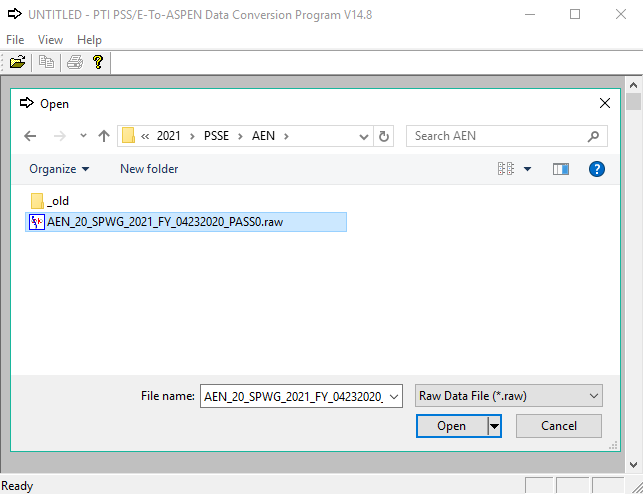 UNTITLED - PTI PSS/E-To-ASPEN Data Conversion Program V14.8
File View Help
Open
« 2021 > PSSE > AEN > Search AEN
Organize New folder
_old
AEN_20_SPWG_2021_FY_04232020_PASS0.raw
File name: AEN_20_SPWG_2021_FY_04232020_ Raw Data File (*.raw)
Open Cancel
Ready